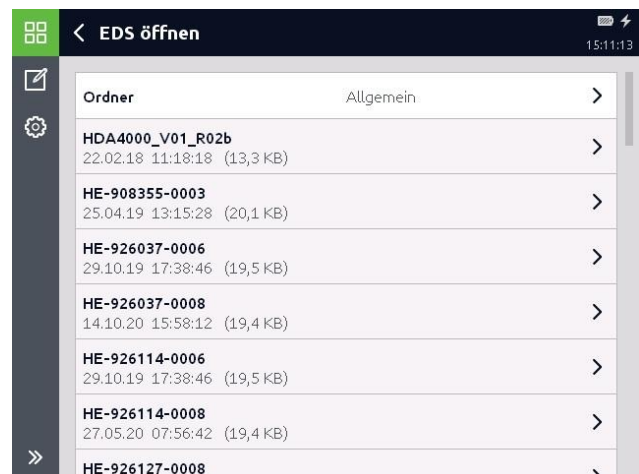 EDS öffnen
15:11:13
Ordner Allgemein
HDA4000_V01_R02b
22.02.18 11:18:18 (13,3 KB)
HE-908355-0003
25.04.19 13:15:28 (20,1 KB)
HE-926037-0006
29.10.19 17:38:46 (19,5 KB)
HE-926037-0008
14.10.20 15:58:12 (19,4 KB)
HE-926114-0006
29.10.19 17:38:46 (19,5 KB)
HE-926114-0008
27.05.20 07:56:42 (19,4 KB)
HE-926127-0008